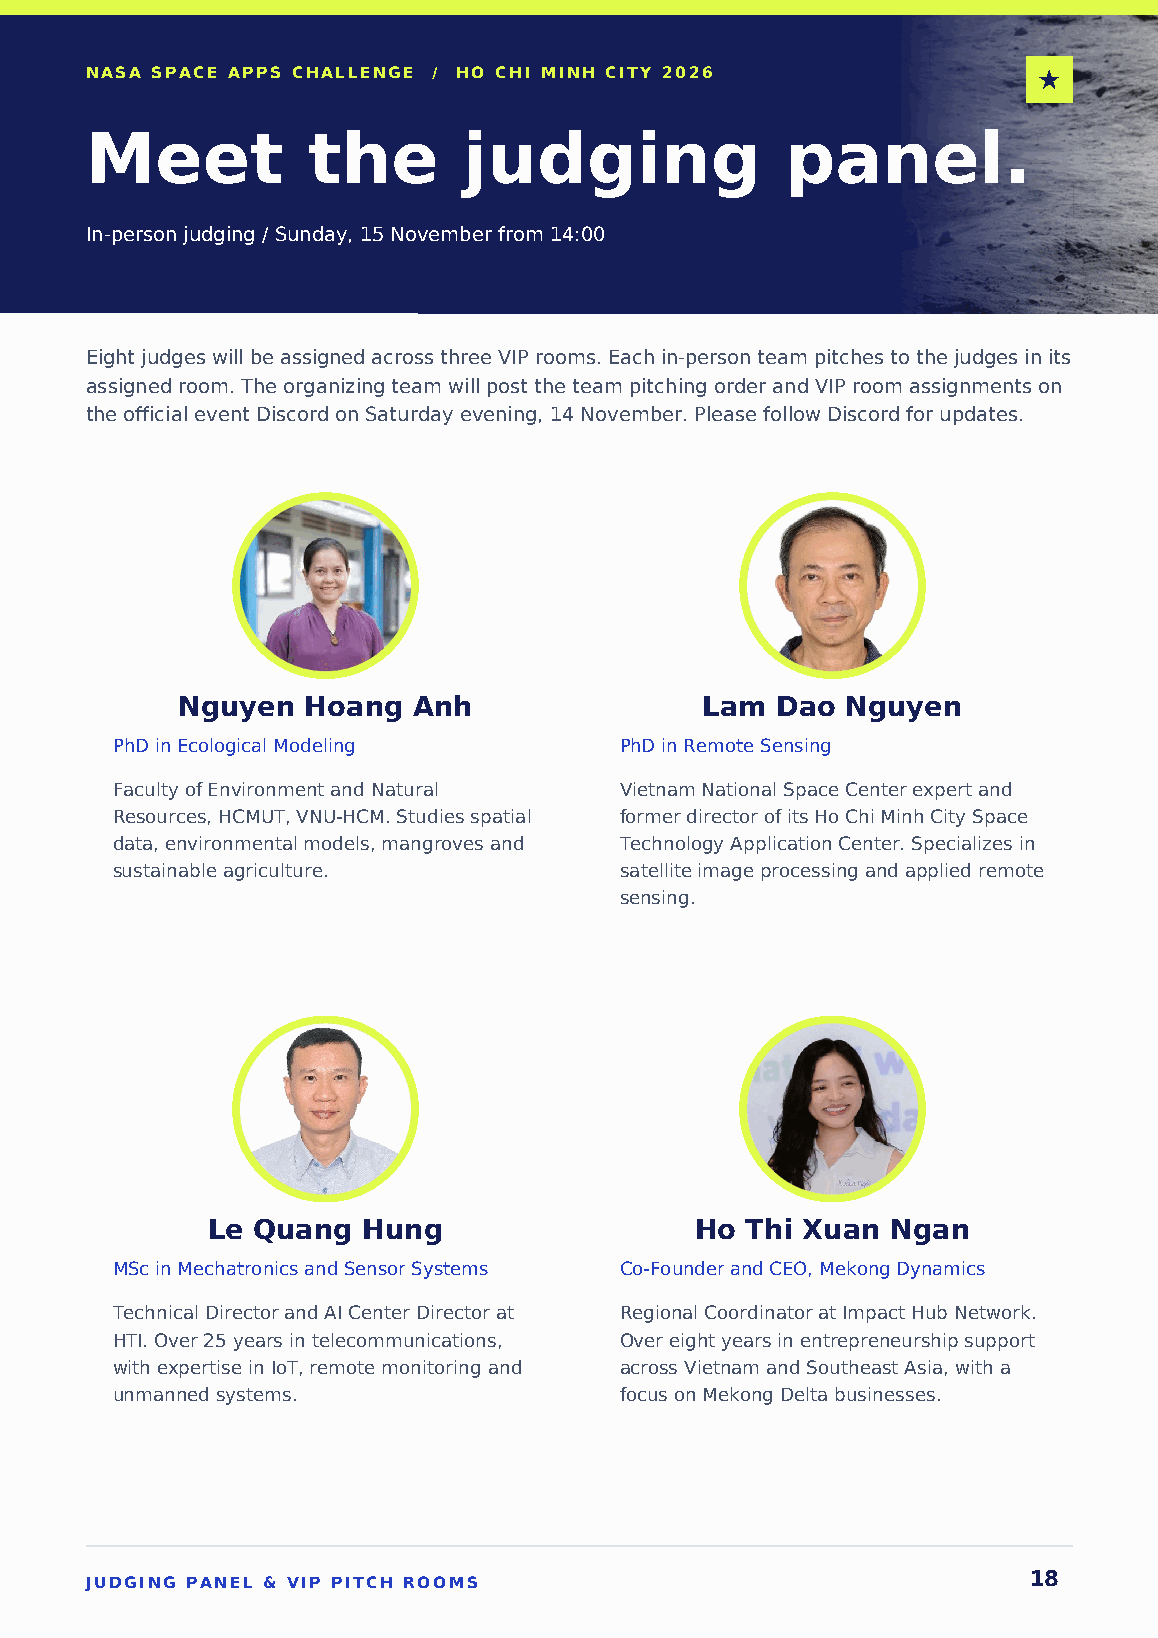 NASA SPACE APPS CHALLENGE / HO CHI MINH CITY 2026
Meet the judging panel.
In-person judging / Sunday, 15 November from 14:00
Eight judges will be assigned across three VIP rooms. Each in-person team pitches to the judges in its
assigned room. The organizing team will post the team pitching order and VIP room assignments on
the official event Discord on Saturday evening, 14 November. Please follow Discord for updates.
Nguyen Hoang Anh
PhD in Ecological Modeling
Faculty of Environment and Natural
Resources, HCMUT, VNU-HCM. Studies spatial
data, environmental models, mangroves and
sustainable agriculture.
Lam Dao Nguyen
PhD in Remote Sensing
Vietnam National Space Center expert and
former director of its Ho Chi Minh City Space
Technology Application Center. Specializes in
satellite image processing and applied remote
sensing.
Le Quang Hung
MSc in Mechatronics and Sensor Systems
Technical Director and AI Center Director at
HTI. Over 25 years in telecommunications,
with expertise in IoT, remote monitoring and
unmanned systems.
Ho Thi Xuan Ngan
Co-Founder and CEO, Mekong Dynamics
Regional Coordinator at Impact Hub Network.
Over eight years in entrepreneurship support
across Vietnam and Southeast Asia, with a
focus on Mekong Delta businesses.
JUDGING PANEL & VIP PITCH ROOMS
18